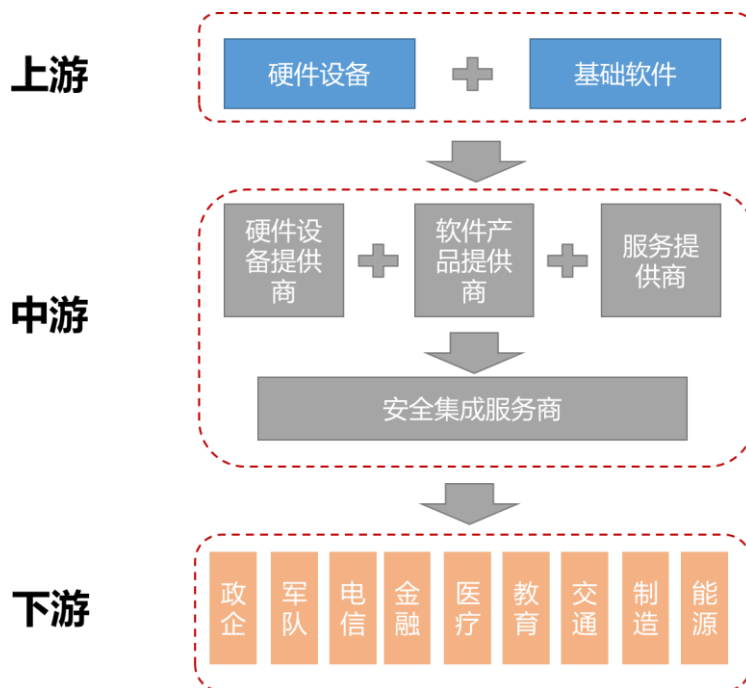 上游
硬件设备
基础软件
中游
硬件设
备提供
商
软件产
品提供
商
服务提
供商
安全集成服务商
下游
政企
军队
电信
金融
医疗
教育
交通
制造
能源